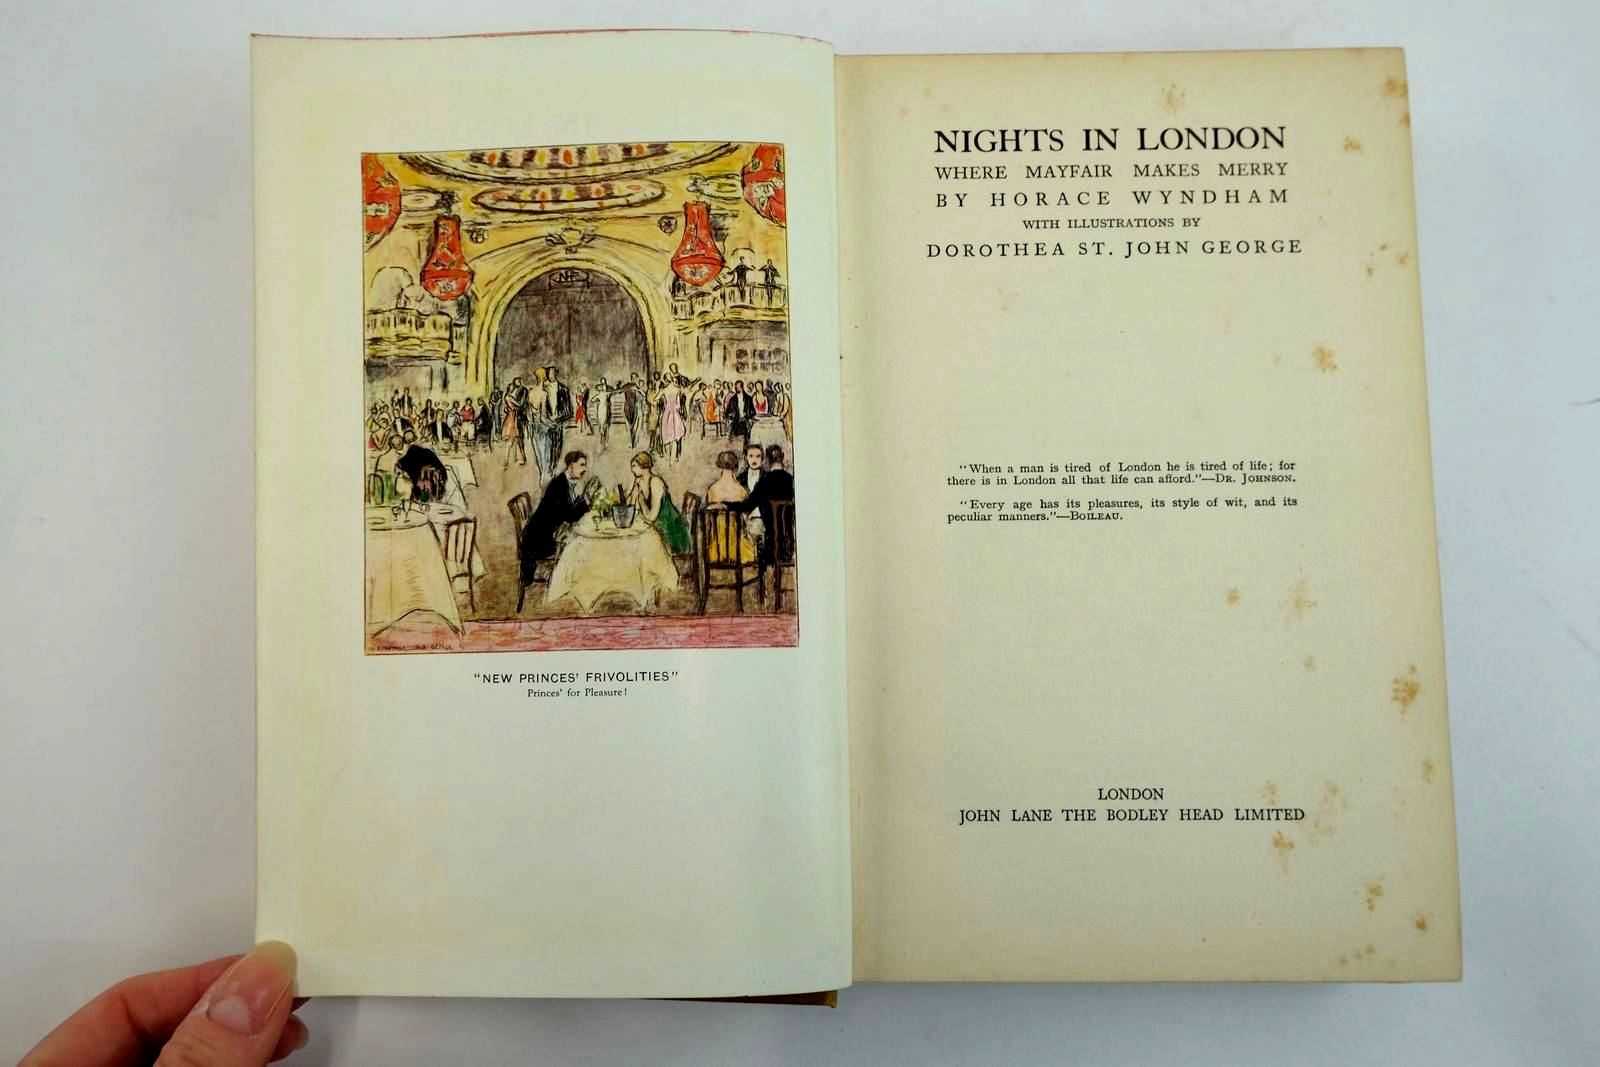 "NEW PRINCES' FRIVOLITIES"
Princes' for Pleasure!
NIGHTS IN LONDON
WHERE MAYFAIR MAKES MERRY
BY HORACE WYNDHAM
WITH ILLUSTRATIONS BY
DOROTHEA ST. JOHN GEORGE
"When a man is tired of London he is tired of life; for
there is in London all that life can afford."—DR. JOHNSON.
"Every age has its pleasures, its style of wit, and its
peculiar manners."—BOILEAU.
LONDON
JOHN LANE THE BODLEY HEAD LIMITED